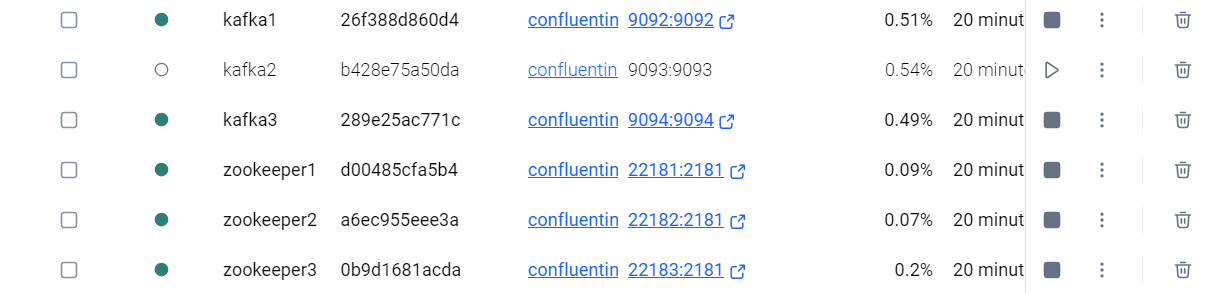 kafka1 26f388d860d4 confluentin 9092:9092 0.51% 20 minut
kafka2 b428e75a50da confluentin 9093:9093 0.54% 20 minut
kafka3 289e25ac771c confluentin 9094:9094 0.49% 20 minut
zookeeper1 d00485cfa5b4 confluentin 22181:2181 0.09% 20 minut
zookeeper2 a6ec955eee3a confluentin 22182:2181 0.07% 20 minut
zookeeper3 0b9d1681acda confluentin 22183:2181 0.2% 20 minut